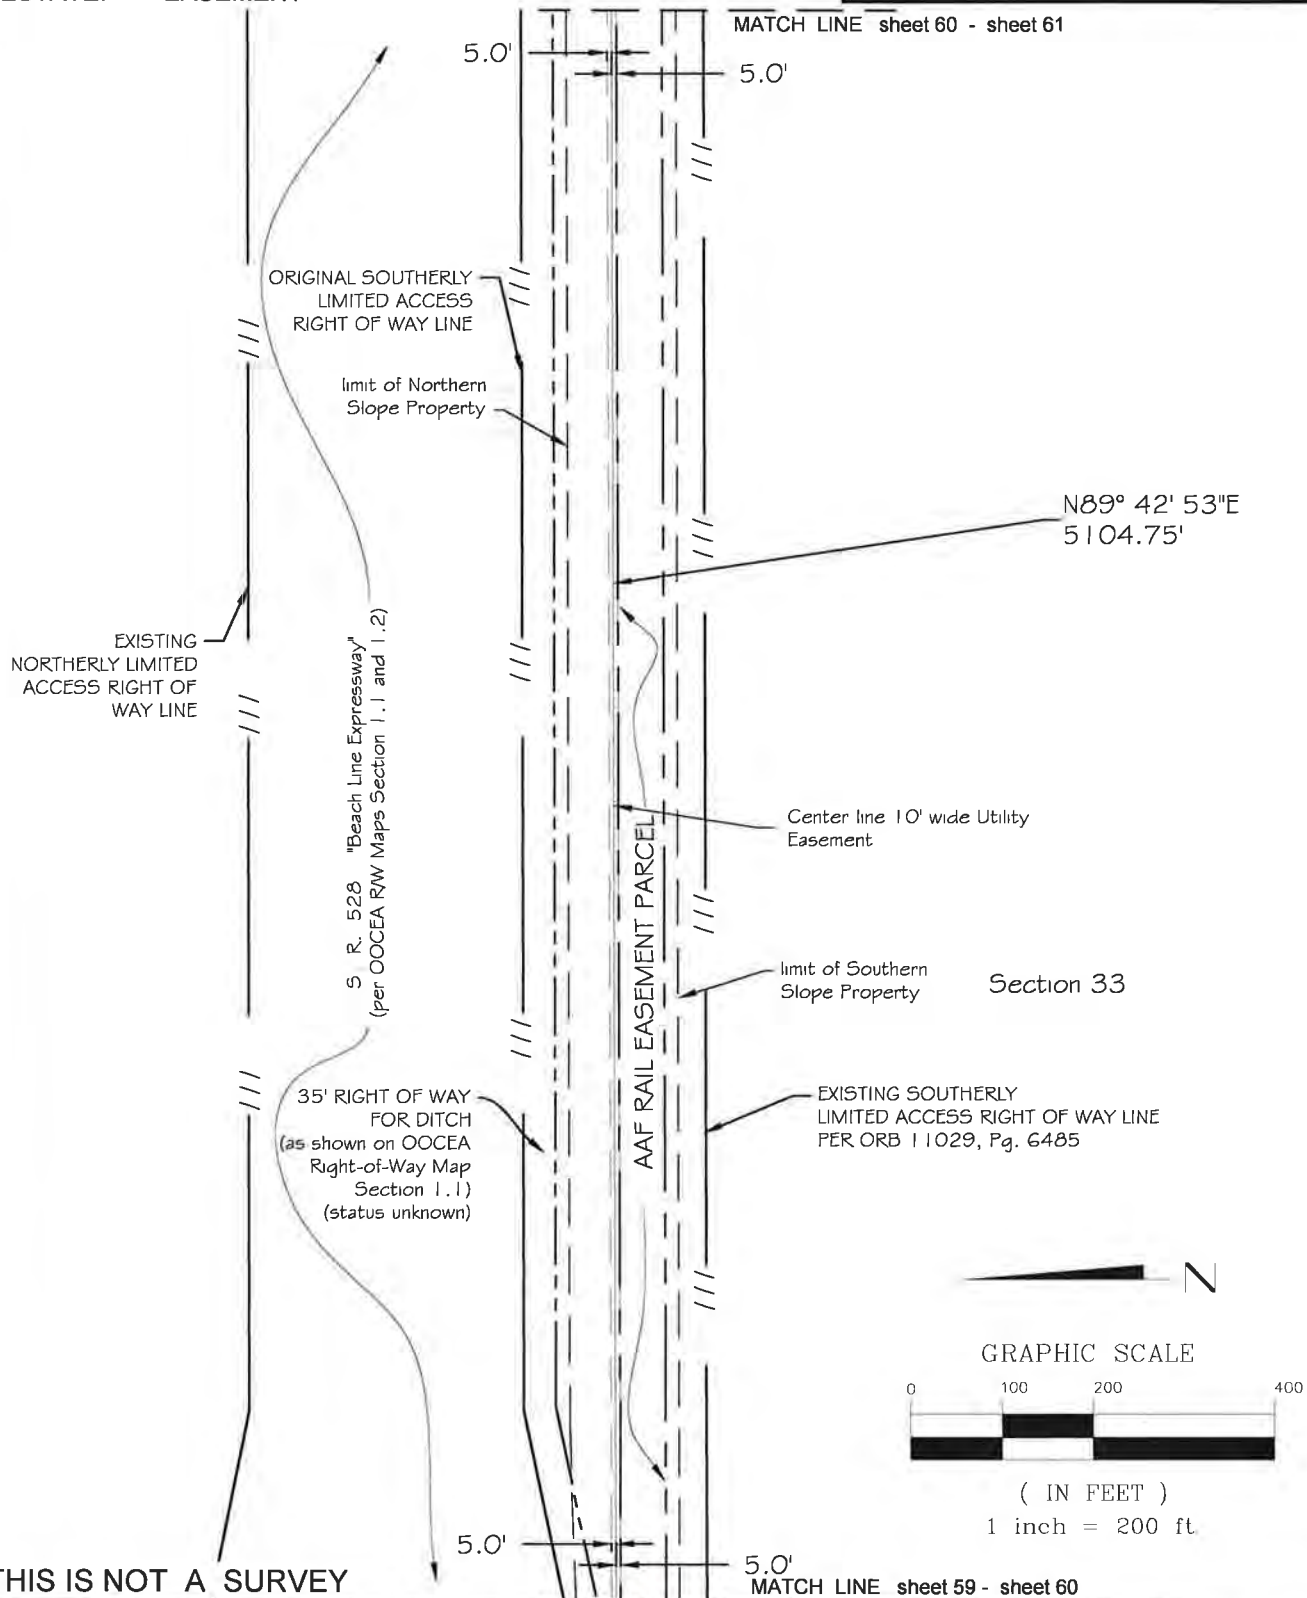 MATCH LINE sheet 60 - sheet 61
5.0'
5.0'
ORIGINAL SOUTHERLY
LIMITED ACCESS
RIGHT OF WAY LINE
limit of Northern
Slope Property
N89° 42' 53"E
5104.75'
EXISTING
NORTHERLY LIMITED
ACCESS RIGHT OF
WAY LINE
S R. 528 "Beach Line Expressway"
(per OOCEA R/W Maps Section 1.1 and 1.2)
Center line 10' wide Utility
Easement
AAF RAIL EASEMENT PARCEL
limit of Southern
Slope Property
Section 33
35' RIGHT OF WAY
FOR DITCH
(as shown on OOCEA
Right-of-Way Map
Section 1.1)
(status unknown)
EXISTING SOUTHERLY
LIMITED ACCESS RIGHT OF WAY LINE
PER ORB 11029, Pg. 6485
N
GRAPHIC SCALE
0 100 200 400
( IN FEET )
1 inch = 200 ft.
5.0'
5.0'
THIS IS NOT A SURVEY
MATCH LINE sheet 59 - sheet 60